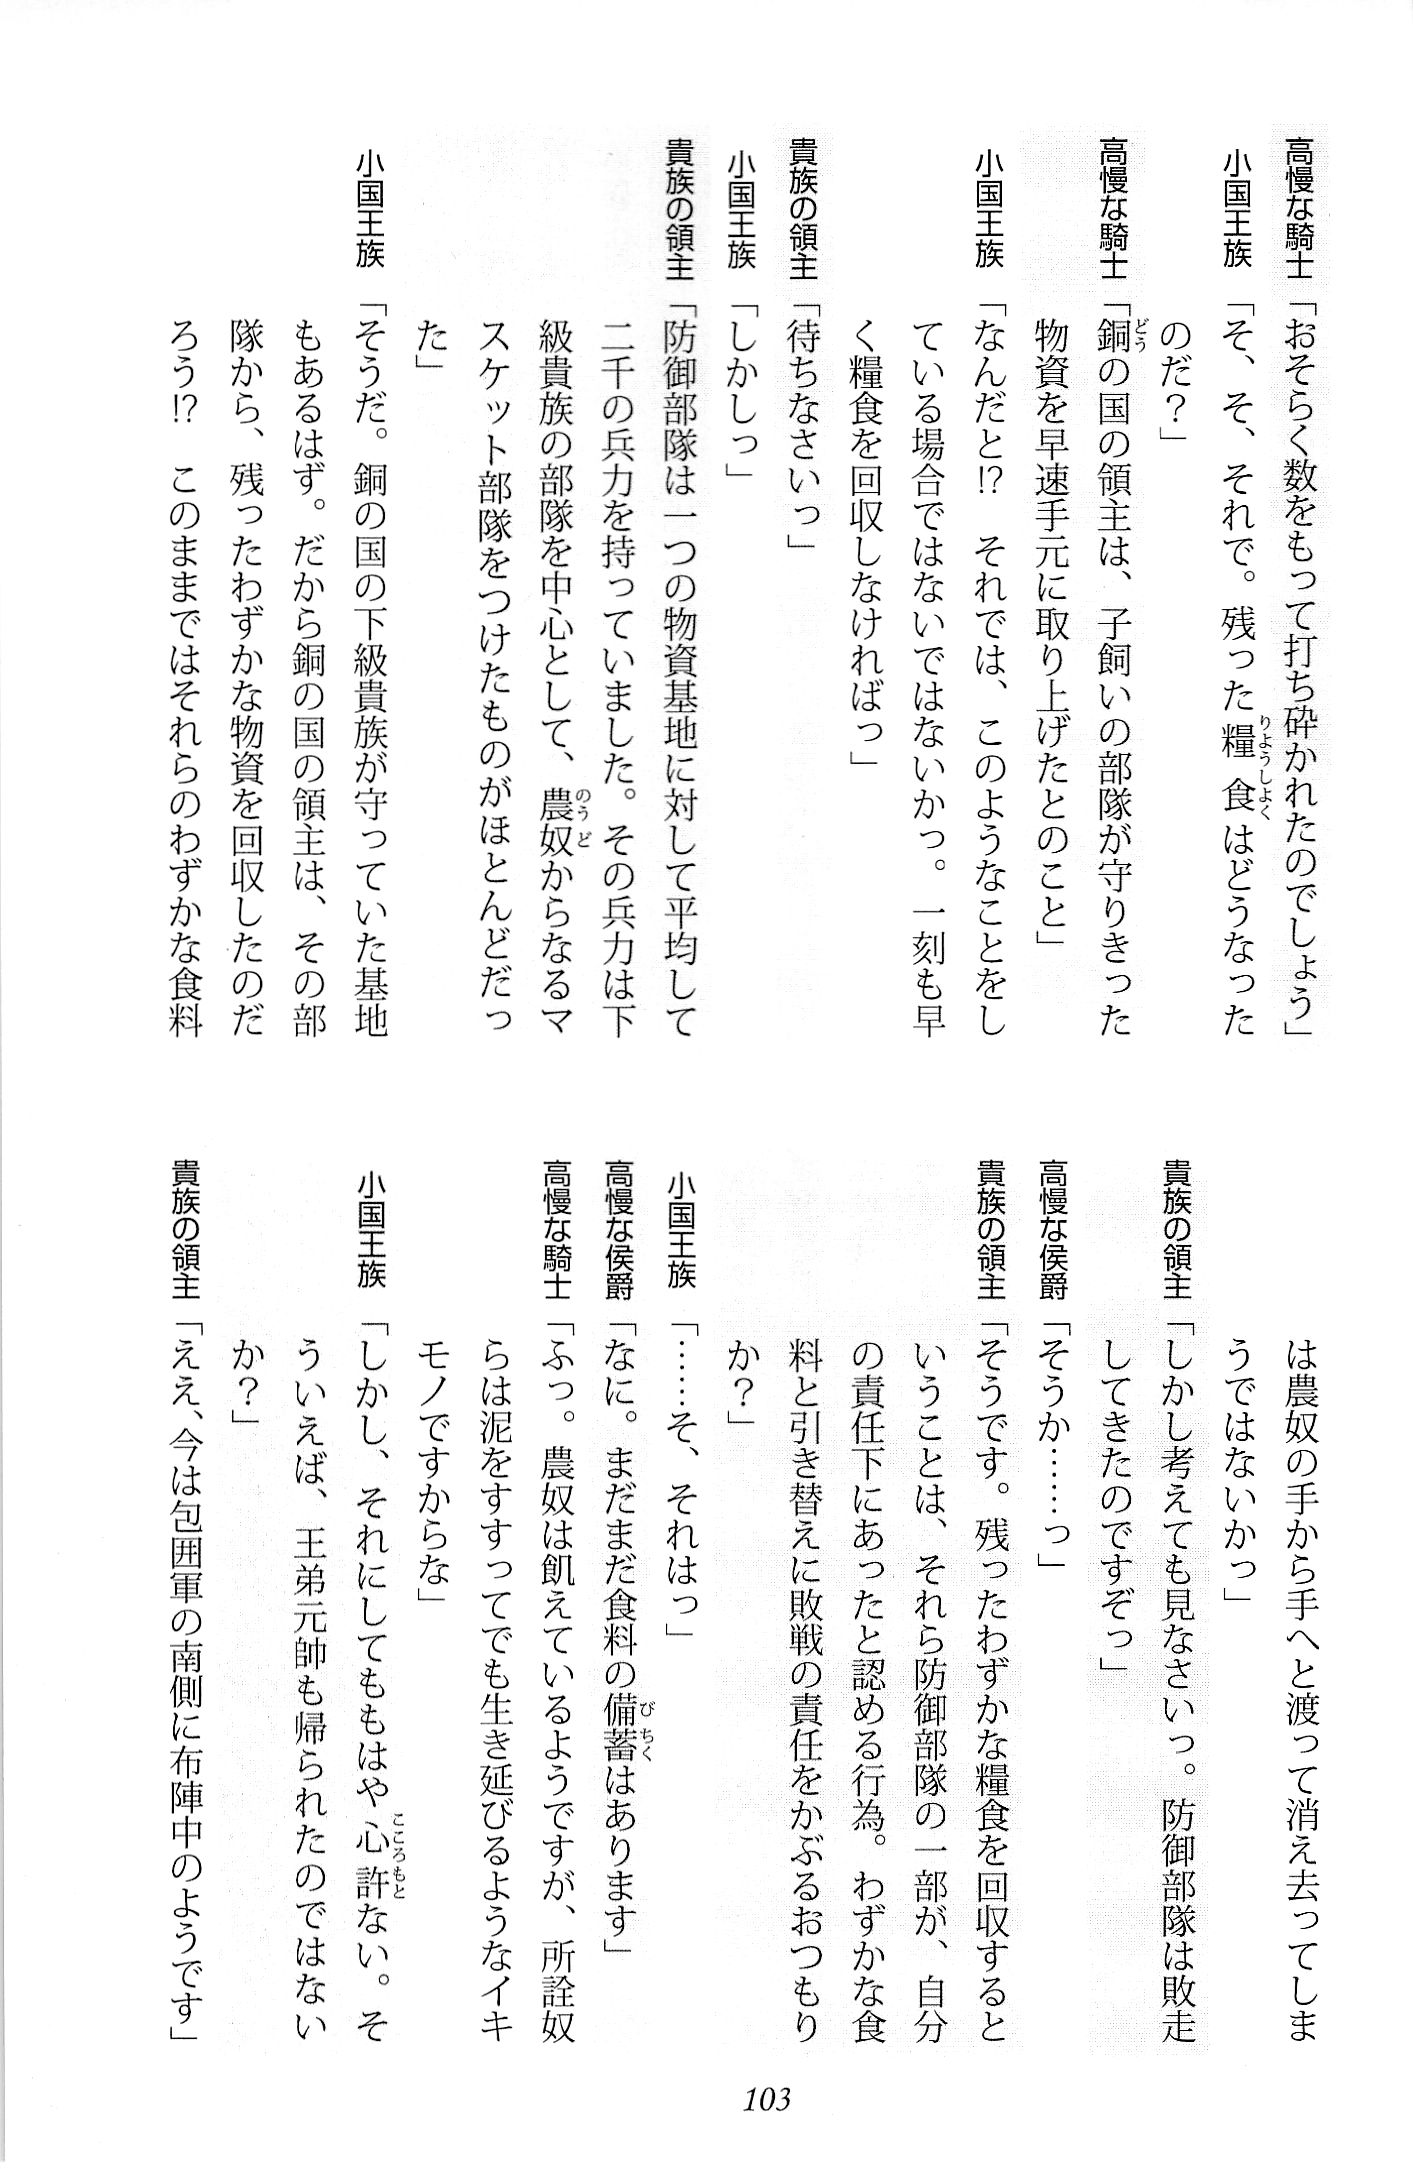 高慢な騎士「おそらく数をもって打ち砕かれたのでしょう」
小国王族「そ、そ、それで。残った糧食はどうなった
のだ？」
高慢な騎士「銅の国の領主は、子飼いの部隊が守りきった
物資を早速手元に取り上げたとのこと」
小国王族「なんだと!?　それでは、このようなことをし
ている場合ではないではないかっ。一刻も早
く糧食を回収しなければっ」
貴族の領主「待ちなさいっ」
小国王族「しかしっ」
貴族の領主「防御部隊は一つの物資基地に対して平均して
二千の兵力を持っていました。その兵力は下
級貴族の部隊を中心として、農奴からなるマ
スケット部隊をつけたものがほとんどだっ
た」
小国王族「そうだ。銅の国の下級貴族が守っていた基地
もあるはず。だから銅の国の領主は、その部
隊から、残ったわずかな物資を回収したのだ
ろう!?　このままではそれらのわずかな食料
は農奴の手から手へと渡って消え去ってしま
うではないかっ」
貴族の領主「しかし考えても見なさいっ。防御部隊は敗走
してきたのですぞっ」
高慢な侯爵「そうか……っ」
貴族の領主「そうです。残ったわずかな糧食を回収すると
いうことは、それら防御部隊の一部が、自分
の責任下にあったと認める行為。わずかな食
料と引き替えに敗戦の責任をかぶるおつもり
か？」
小国王族「……そ、それはっ」
高慢な侯爵「なに。まだまだ食料の備蓄はあります」
高慢な騎士「ふっ。農奴は飢えているようですが、所詮奴
らは泥をすすってでも生き延びるようなイキ
モノですからな」
小国王族「しかし、それにしてももはや心許ない。そ
ういえば、王弟元帥も帰られたのではない
か？」
貴族の領主「ええ、今は包囲軍の南側に布陣中のようです」
103